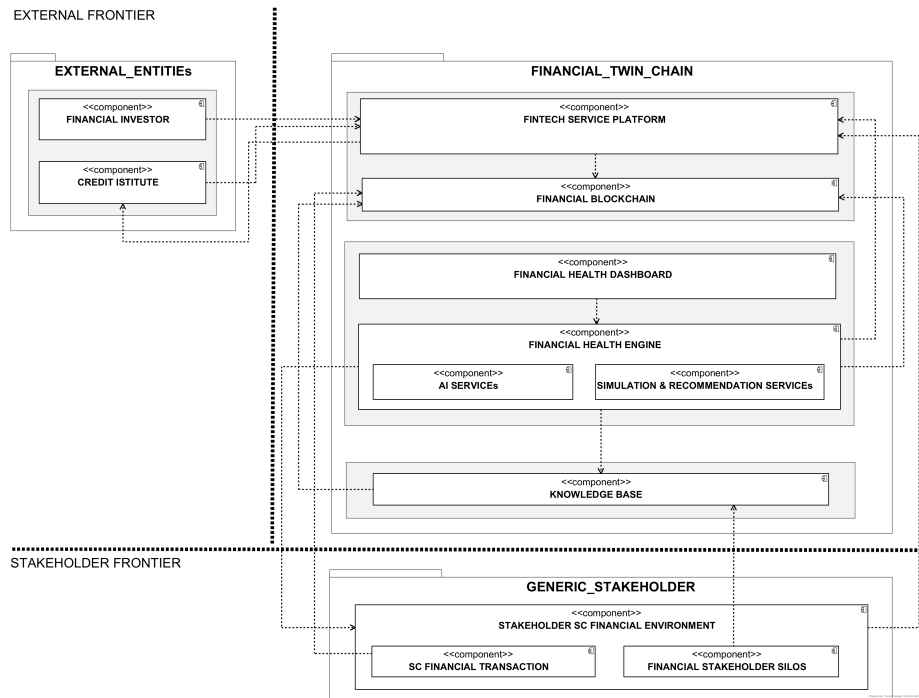 EXTERNAL FRONTIER
EXTERNAL_ENTITIEs
<<component>>
FINANCIAL INVESTOR
<<component>>
CREDIT ISTITUTE
FINANCIAL_TWIN_CHAIN
<<component>>
FINTECH SERVICE PLATFORM
<<component>>
FINANCIAL BLOCKCHAIN
<<component>>
FINANCIAL HEALTH DASHBOARD
<<component>>
FINANCIAL HEALTH ENGINE
<<component>>
AI SERVICEs
<<component>>
SIMULATION & RECOMMENDATION SERVICEs
<<component>>
KNOWLEDGE BASE
STAKEHOLDER FRONTIER
GENERIC_STAKEHOLDER
<<component>>
STAKEHOLDER SC FINANCIAL ENVIRONMENT
<<component>>
SC FINANCIAL TRANSACTION
<<component>>
FINANCIAL STAKEHOLDER SILOS